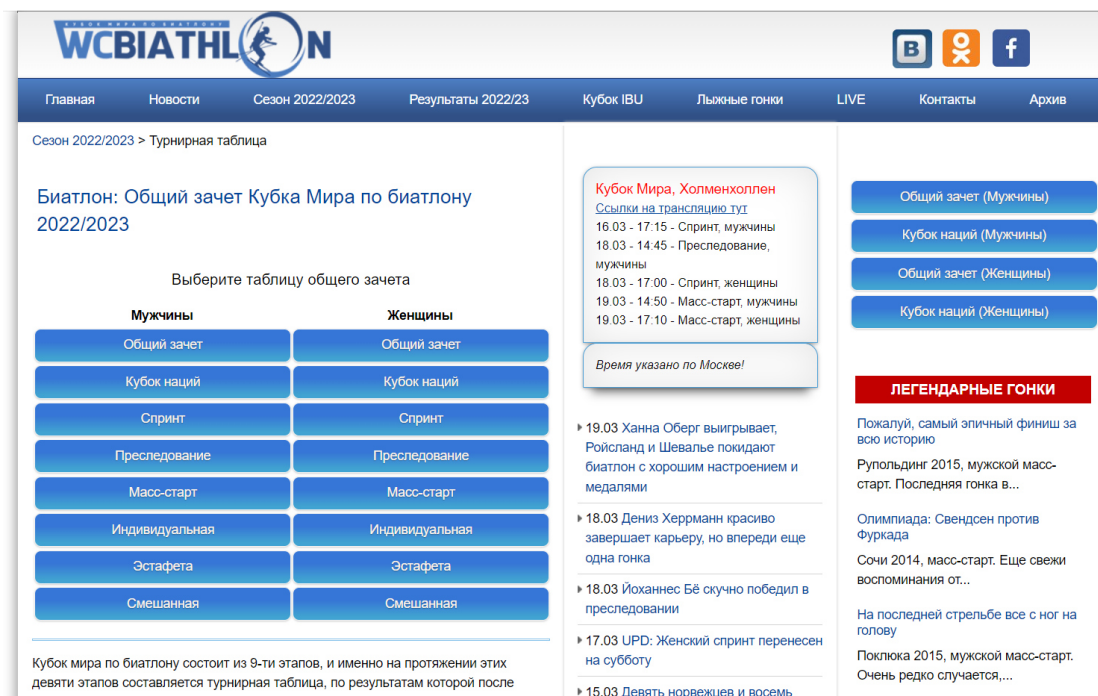 КУБОК МИРА ПО БИАТЛОНУ
WCBIATHLON
Главная Новости Сезон 2022/2023 Результаты 2022/23 Кубок IBU Лыжные гонки LIVE Контакты Архив
Сезон 2022/2023 > Турнирная таблица
Биатлон: Общий зачет Кубка Мира по биатлону
2022/2023
Выберите таблицу общего зачета
Мужчины Женщины
Общий зачет Общий зачет
Кубок наций Кубок наций
Спринт Спринт
Преследование Преследование
Масс-старт Масс-старт
Индивидуальная Индивидуальная
Эстафета Эстафета
Смешанная Смешанная
Кубок мира по биатлону состоит из 9-ти этапов, и именно на протяжении этих
девяти этапов составляется турнирная таблица, по результатам которой после
Кубок Мира, Холменхоллен
Ссылки на трансляцию тут
16.03 - 17:15 - Спринт, мужчины
18.03 - 14:45 - Преследование,
мужчины
18.03 - 17:00 - Спринт, женщины
19.03 - 14:50 - Масс-старт, мужчины
19.03 - 17:10 - Масс-старт, женщины
Время указано по Москве!
19.03 Ханна Оберг выигрывает,
Ройсланд и Шевалье покидают
биатлон с хорошим настроением и
медалями
18.03 Дениз Херрманн красиво
завершает карьеру, но впереди еще
одна гонка
18.03 Йоханнес Бё скучно победил в
преследовании
17.03 UPD: Женский спринт перенесен
на субботу
15.03 Девять норвежцев и восемь
Общий зачет (Мужчины)
Кубок наций (Мужчины)
Общий зачет (Женщины)
Кубок наций (Женщины)
ЛЕГЕНДАРНЫЕ ГОНКИ
Пожалуй, самый эпичный финиш за
всю историю
Рупольдинг 2015, мужской масс-
старт. Последняя гонка в...
Олимпиада: Свендсен против
Фуркада
Сочи 2014, масс-старт. Еще свежи
воспоминания от...
На последней стрельбе все с ног на
голову
Поклюка 2015, мужской масс-старт.
Очень редко случается,...